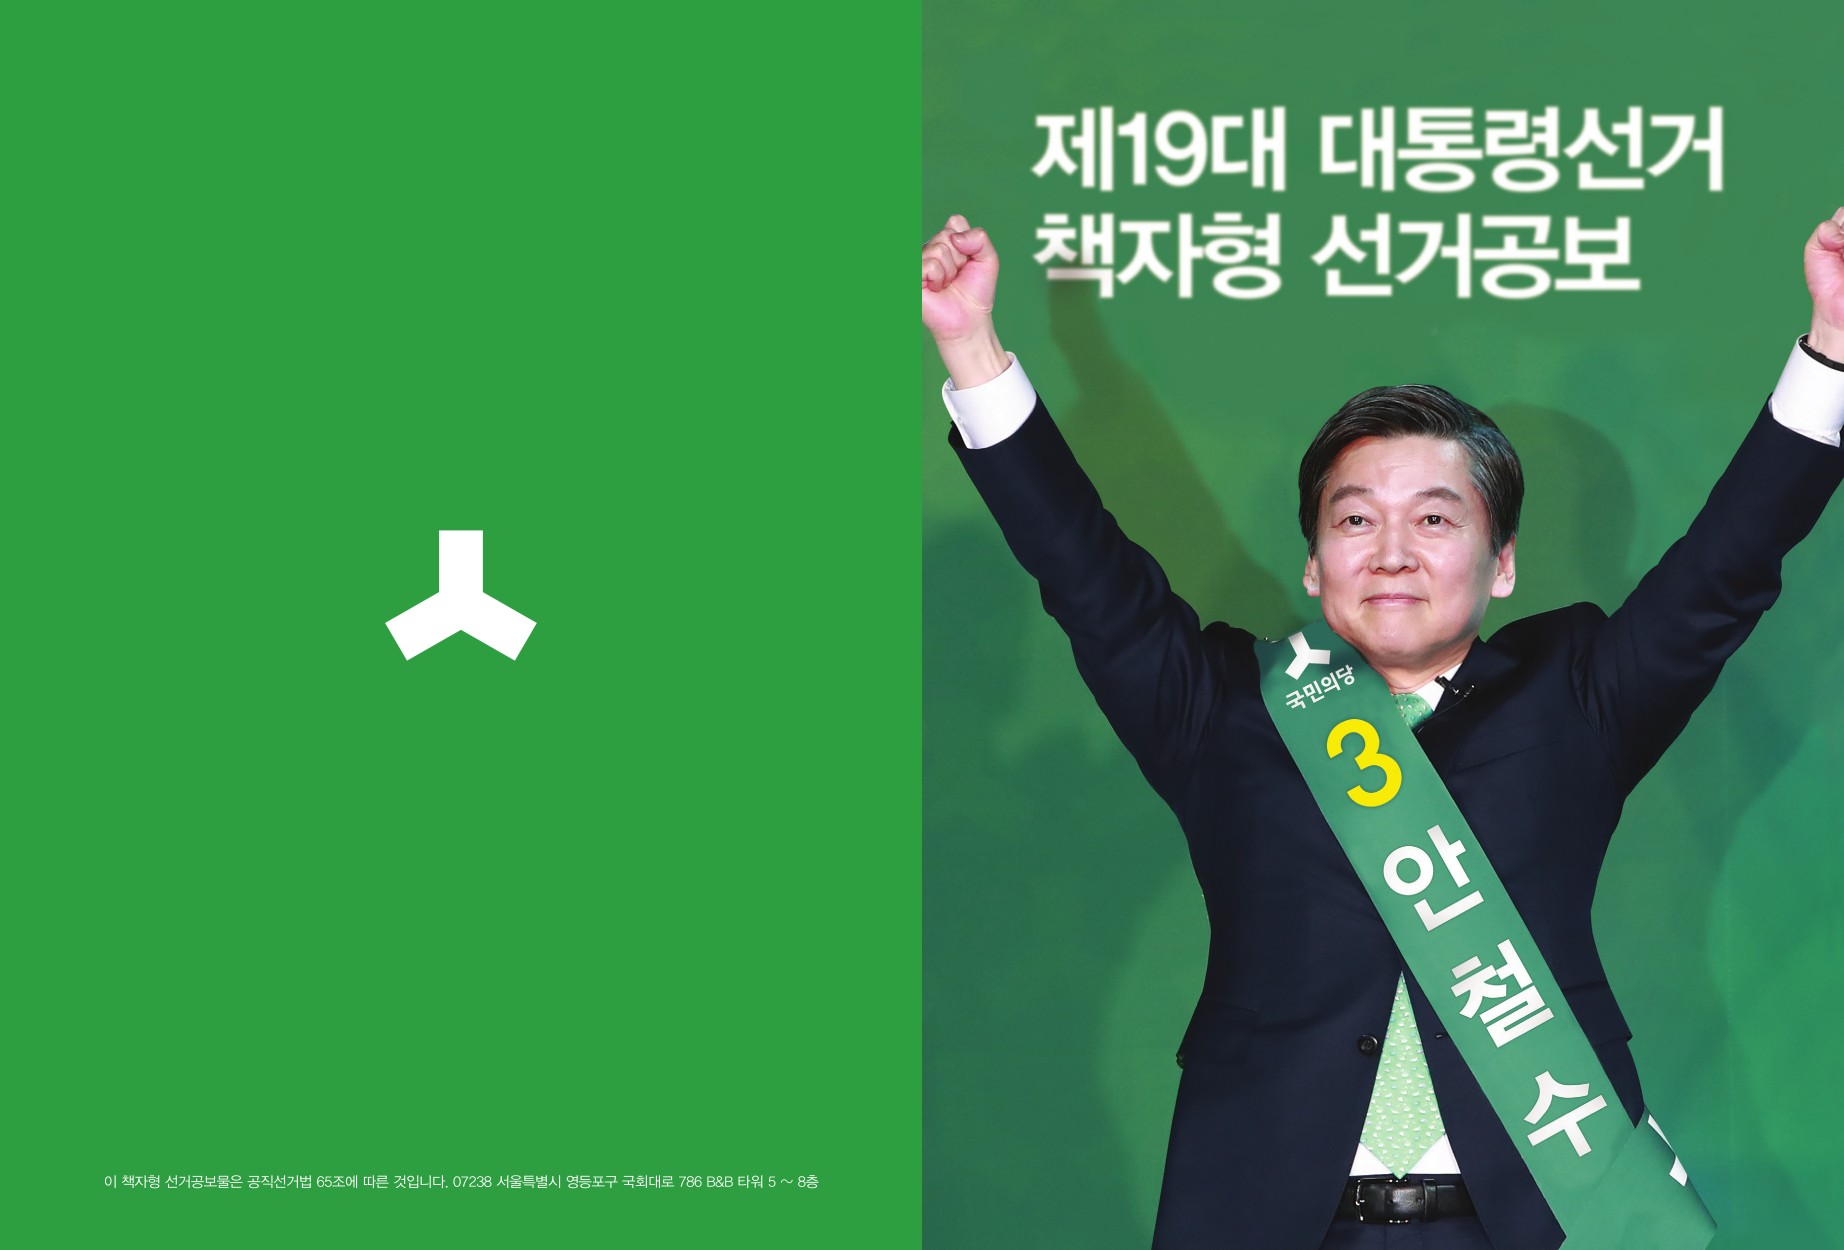 제19대 대통령선거
책자형 선거공보
국민의당
3
안철수
이 책자형 선거공보물은 공직선거법 65조에 따른 것입니다. 07238 서울특별시 영등포구 국회대로 786 B&B 타워 5 ~ 8층